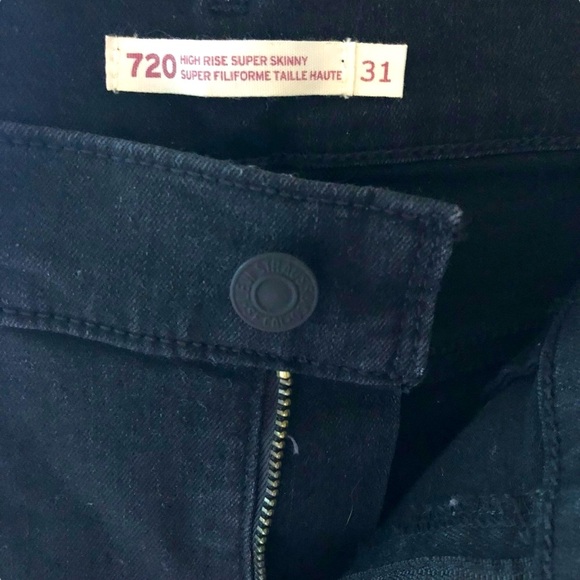 720 HIGH RISE SUPER SKINNY
SUPER FILIFORME TAILLE HAUTE
31